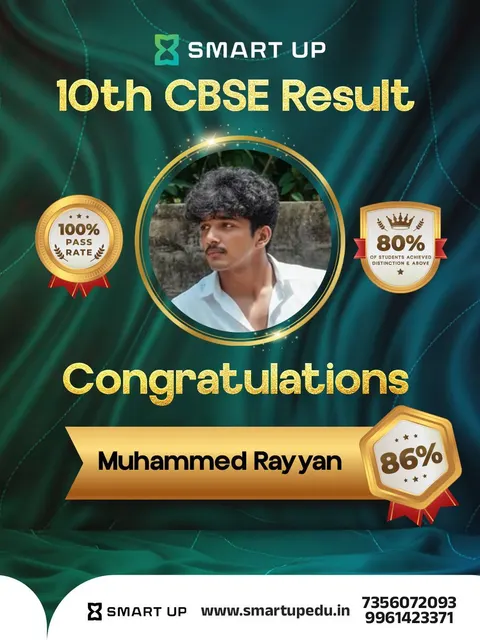 SMART UP
10th CBSE Result
100%
PASS
RATE
80%
OF STUDENTS ACHIEVED
DISTINCTION & ABOVE
Congratulations
Muhammed Rayyan
86%
SMART UP
www.smartupedu.in
7356072093
9961423371